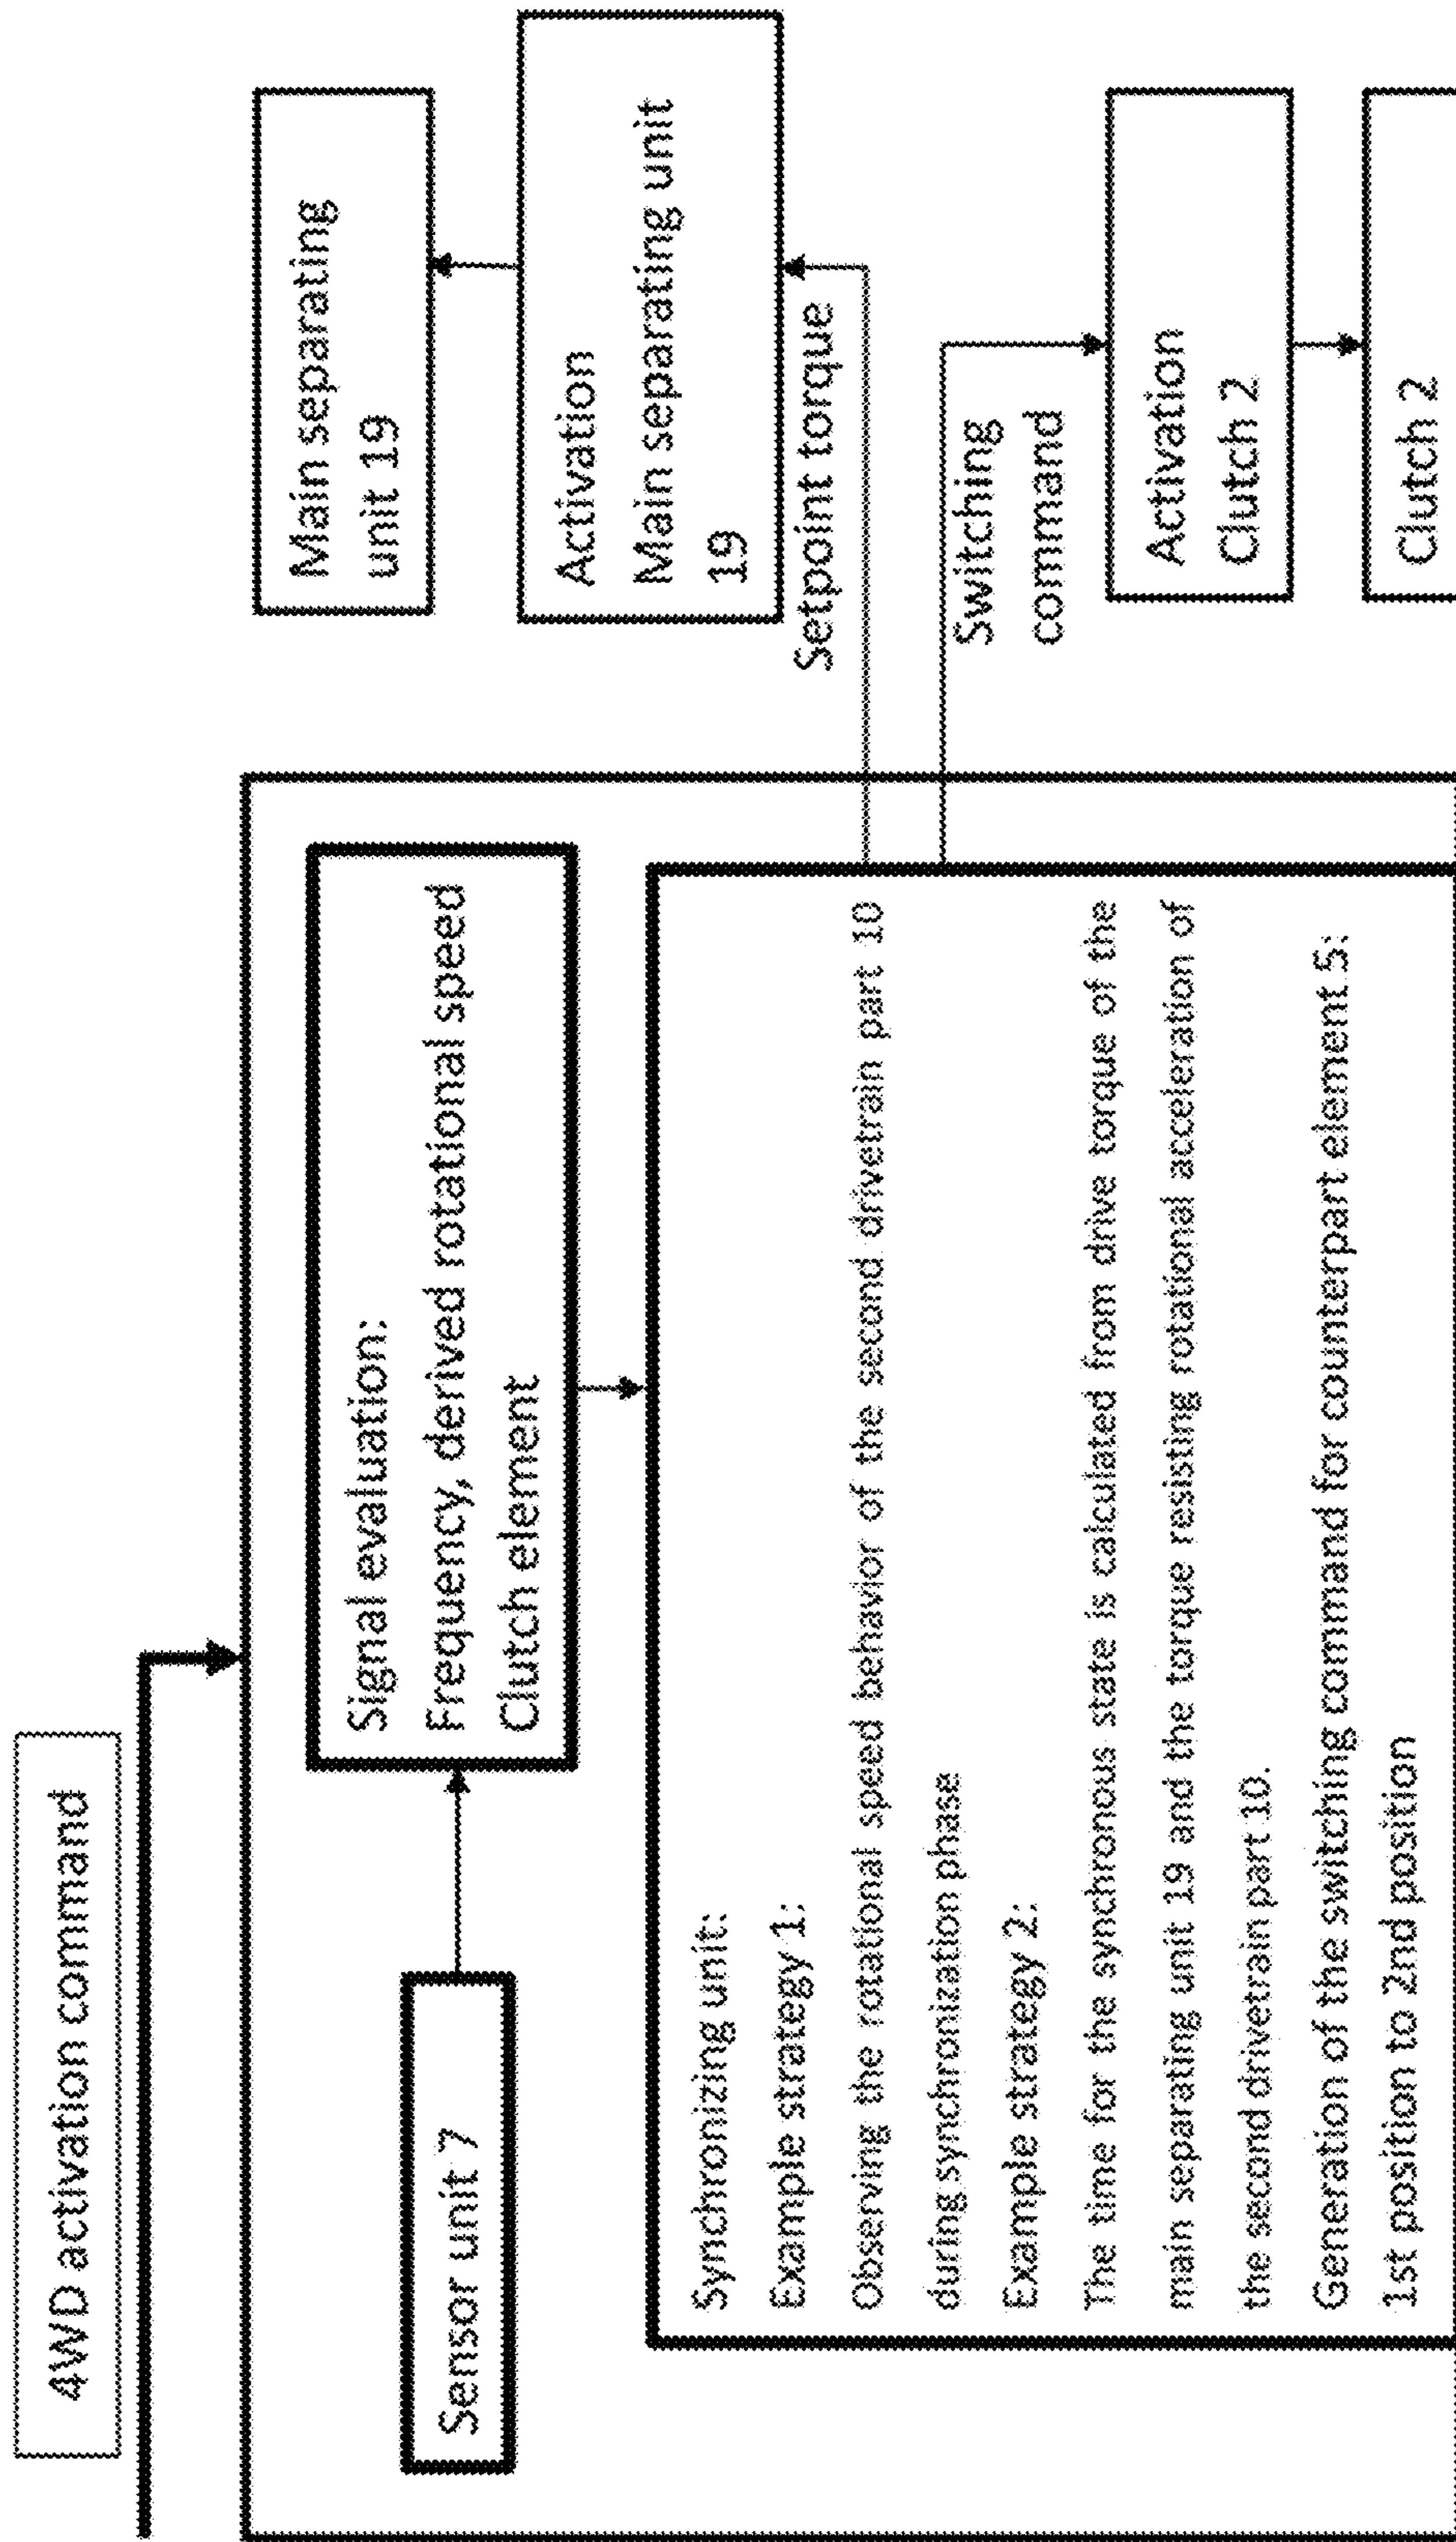 4WD activation command
Sensor unit 7
Signal evaluation:
Frequency, derived rotational speed
Clutch element
Synchronizing unit:
Example strategy 1:
Observing the rotational speed behavior of the second drivetrain part 10
during synchronization phase
Example strategy 2:
The time for the synchronous state is calculated from drive torque of the
main separating unit 19 and the torque resisting rotational acceleration of
the second drivetrain part 10.
Generation of the switching command for counterpart element 5:
1st position to 2nd position
Main separating
unit 19
Activation
Main separating unit
19
Setpoint torque
Switching
command
Activation
Clutch 2
Clutch 2